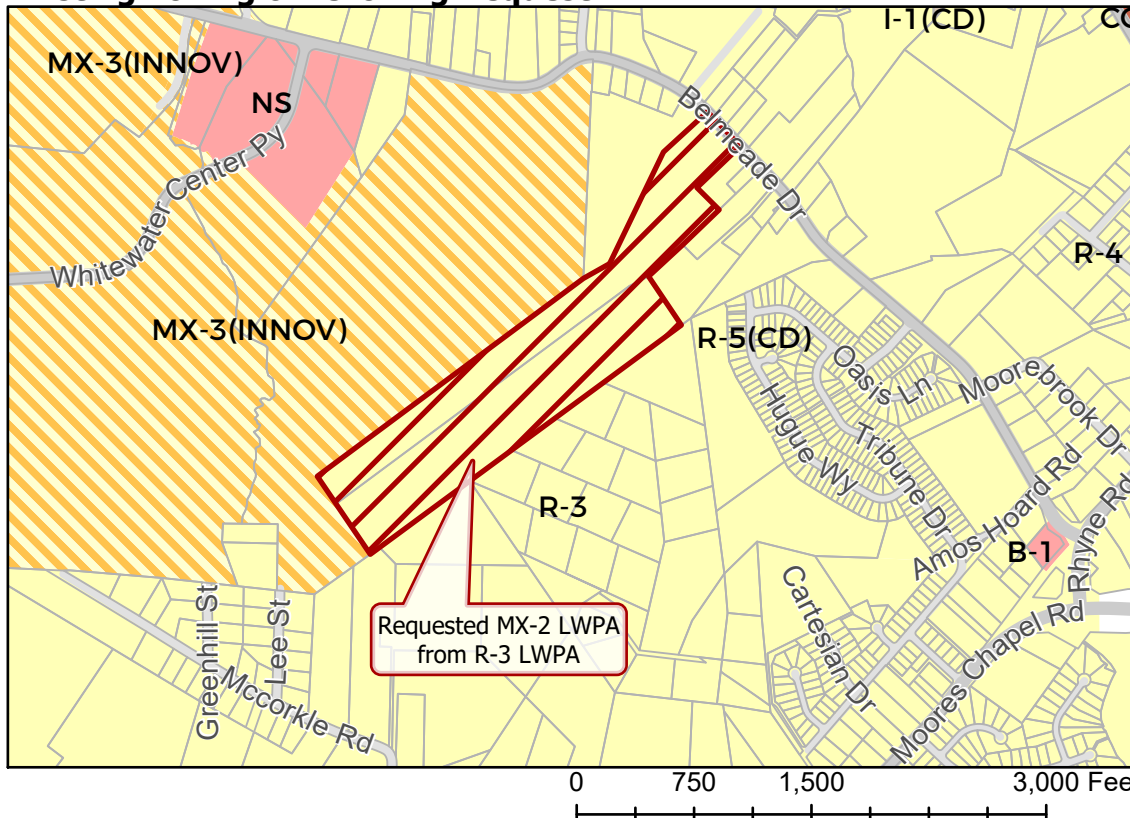 I-1(CD)
MX-3(INNOV)
NS
Belmeade Dr
Whitewater Center Py
R-4
MX-3(INNOV)
R-5(CD)
Oasis Ln
Moorebrook Dr
Hugue Wy
Tribune Dr
R-3
Amos Hoard Rd
B-1
Rhyne Rd
Cartesian Dr
Greenhill St
Lee St
Requested MX-2 LWPA
from R-3 LWPA
Moores Chapel Rd
Mccorkle Rd
0 750 1,500 3,000 Fee